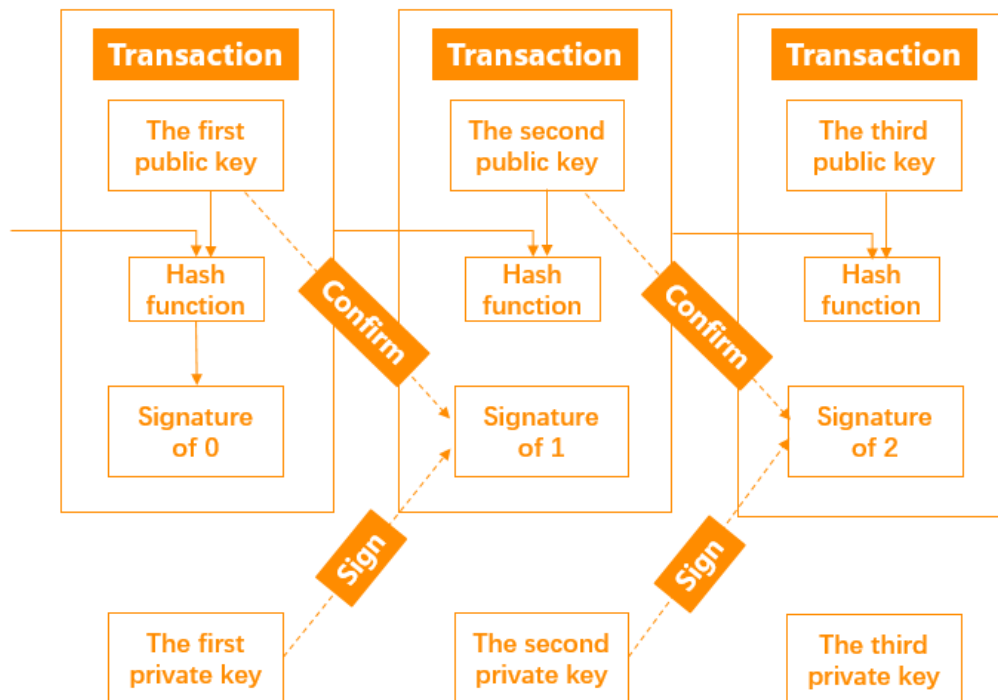 Transaction
Transaction
Transaction
The first
public key
The second
public key
The third
public key
Hash
function
Hash
function
Hash
function
Confirm
Confirm
Signature
of 0
Signature
of 1
Signature
of 2
Sign
Sign
The first
private key
The second
private key
The third
private key